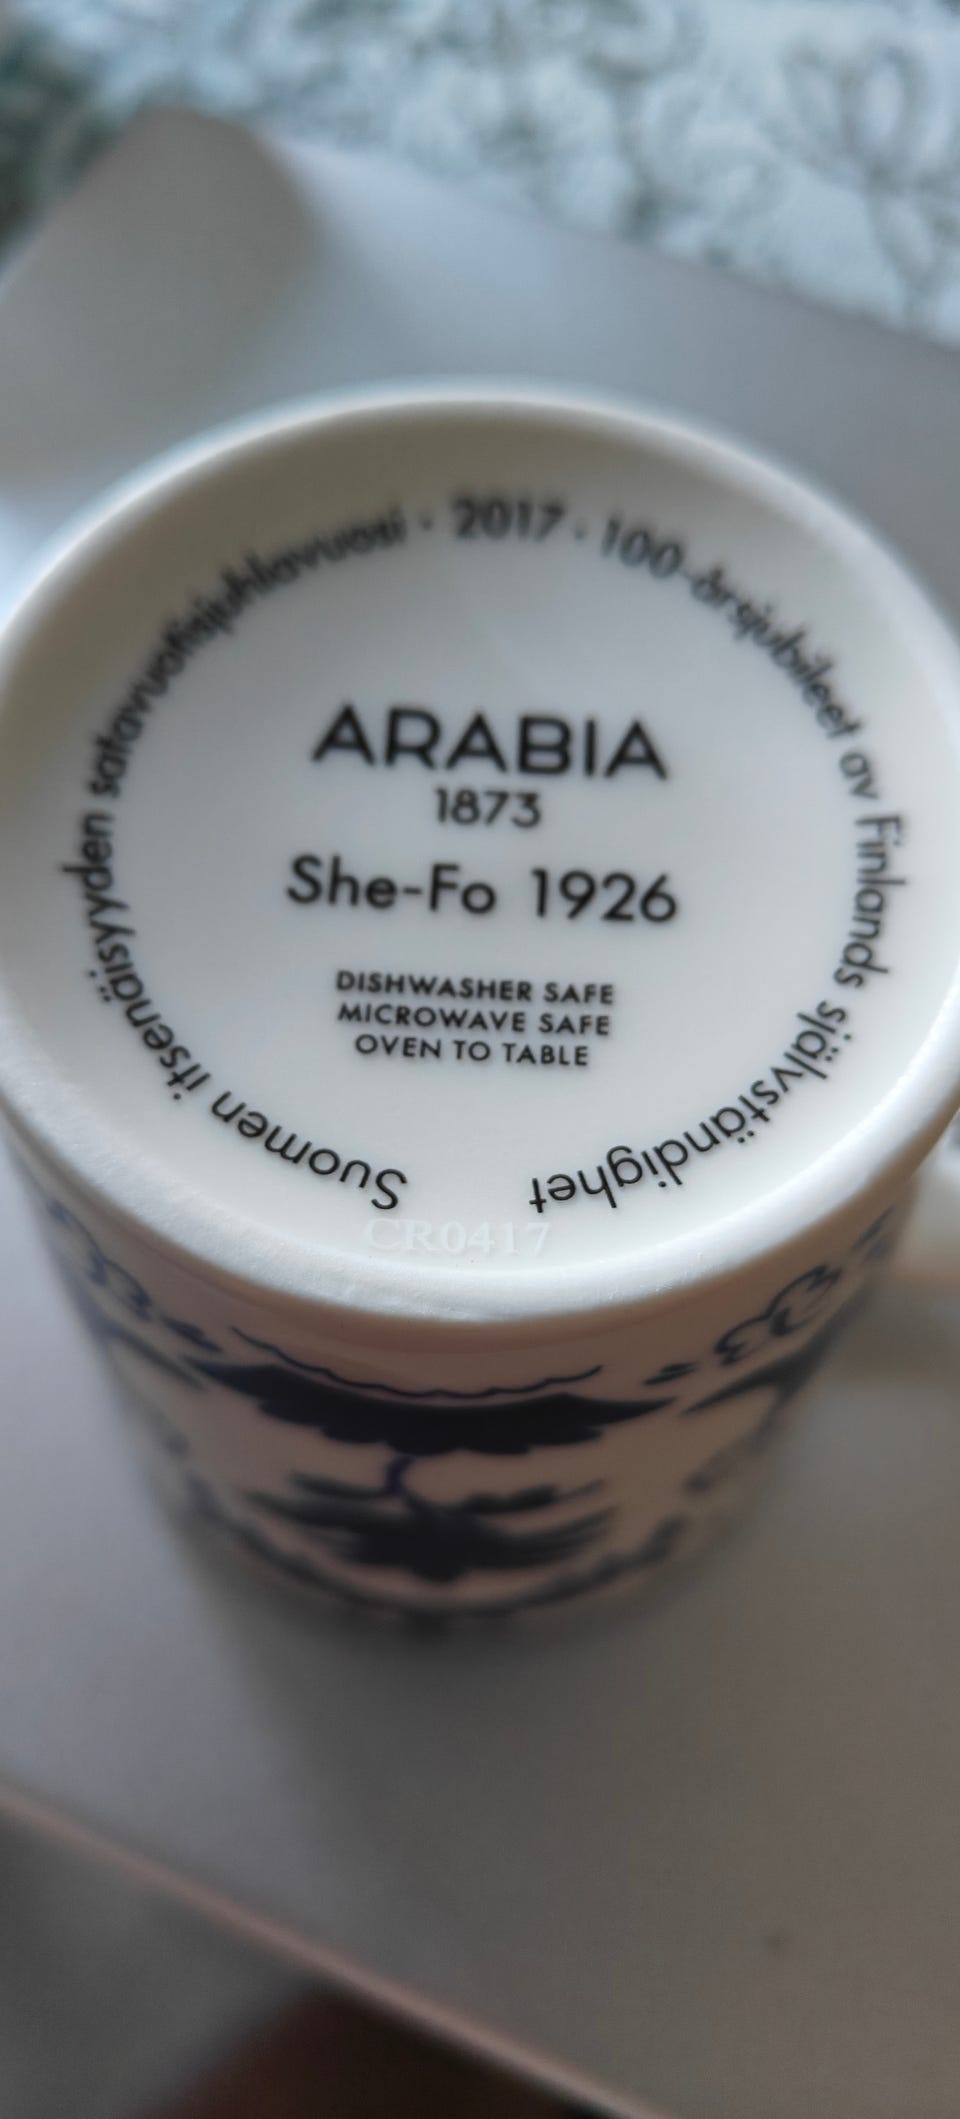 Suomen itsenäisyyden satavuotisjuhlavuosi · 2017 · 100-årsjubileet av Finlands självständighet
ARABIA
1873
She-Fo 1926
DISHWASHER SAFE
MICROWAVE SAFE
OVEN TO TABLE
CR0417